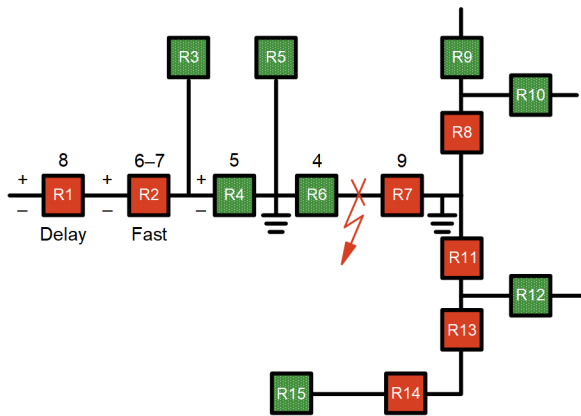 R9
R3
R5
R10
R8
8
6–7
5
4
9
+
+
+
R1
R2
R4
R6
R7
–
–
–
Delay
Fast
R11
R12
R13
R15
R14